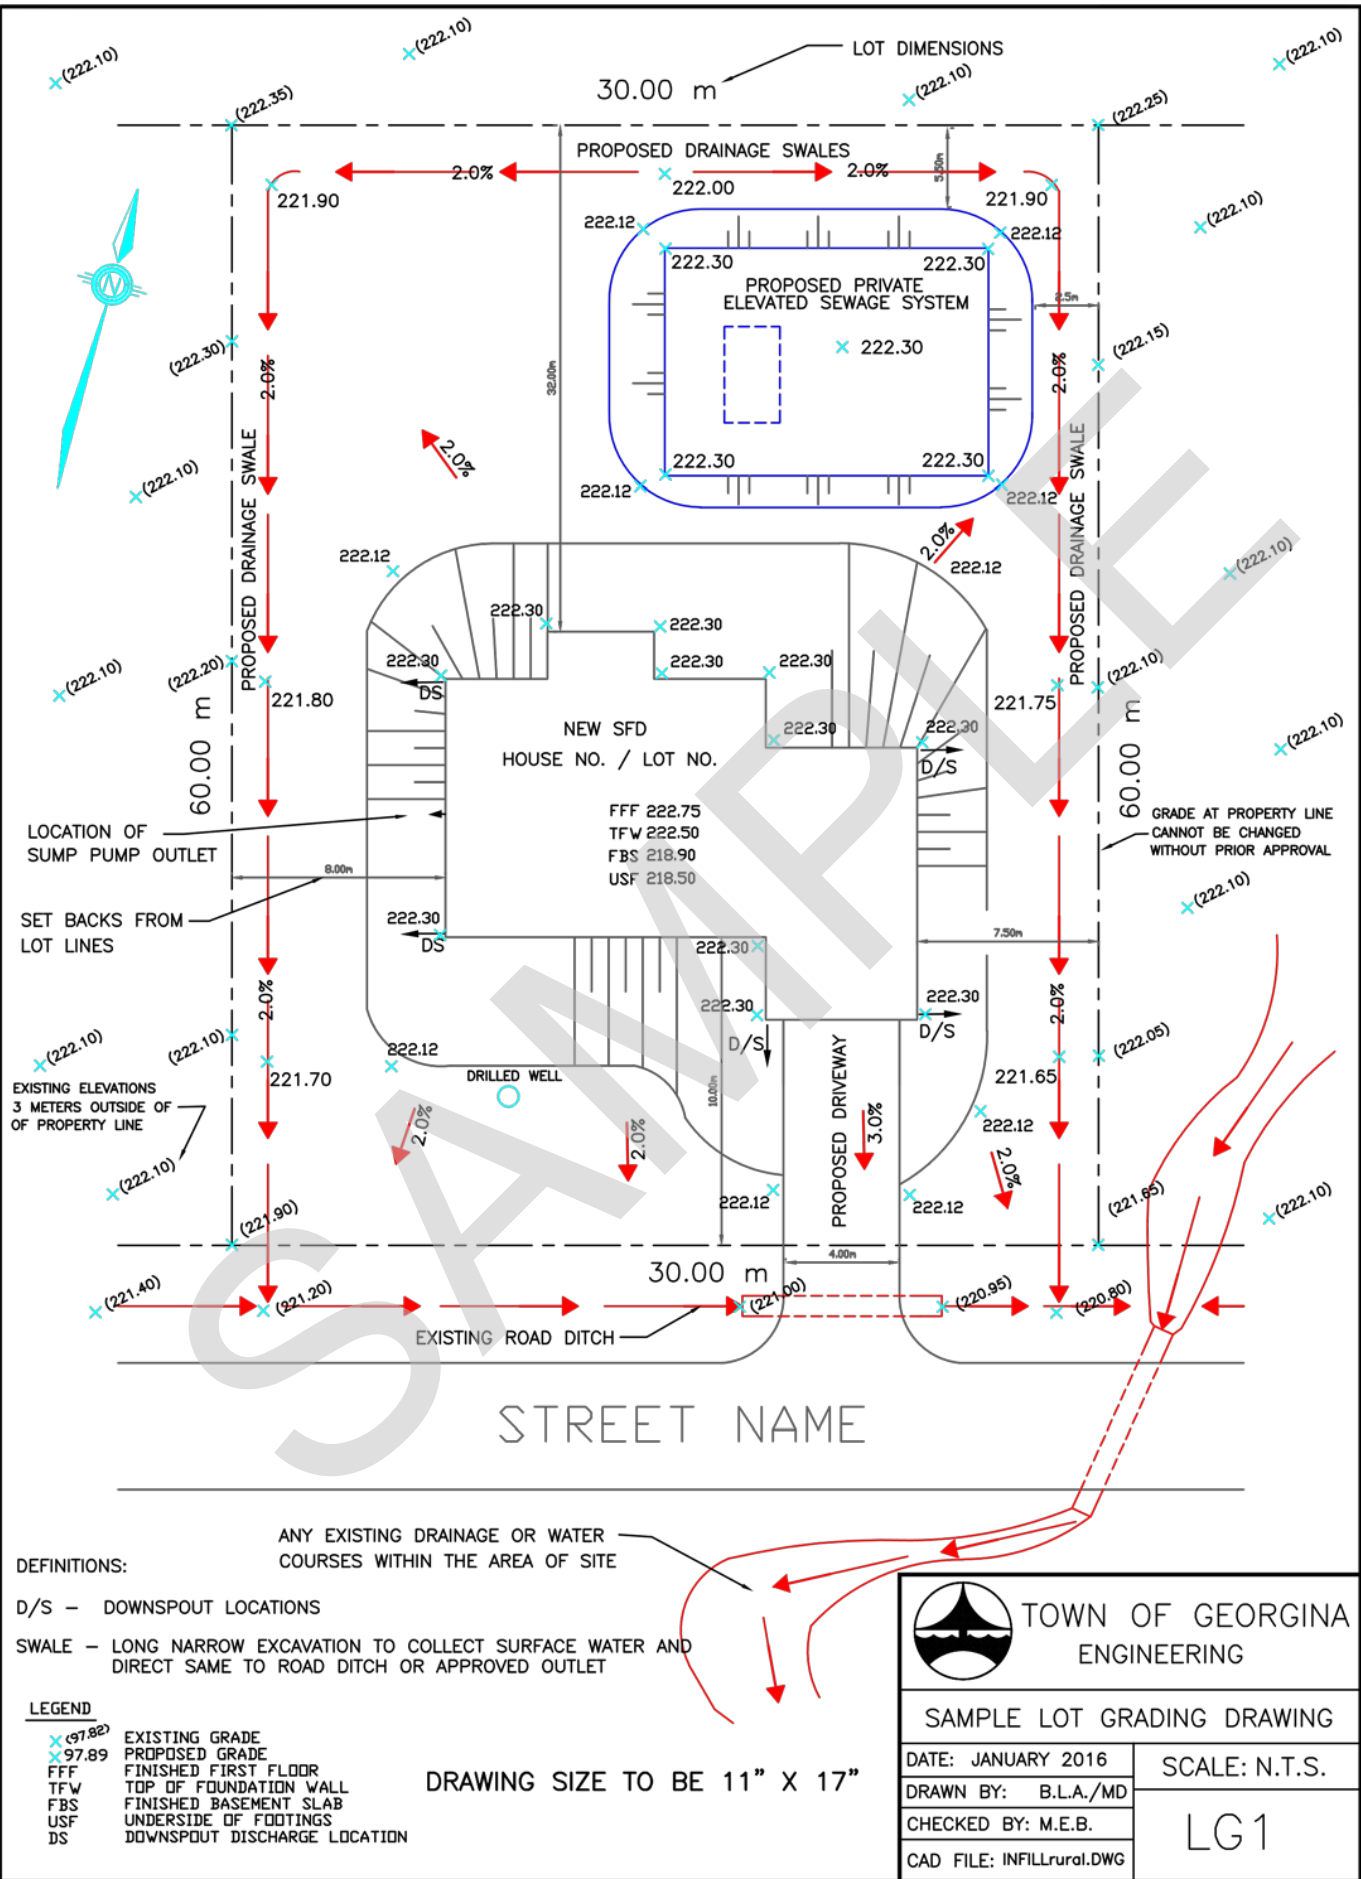 (222.10)
(222.10)
LOT DIMENSIONS
(222.10)
30.00 m
(222.10)
(222.35)
(222.25)
PROPOSED DRAINAGE SWALES
2.0%
2.0%
5.50m
222.00
221.90
221.90
222.12
222.12
(222.10)
222.30
222.30
PROPOSED PRIVATE
ELEVATED SEWAGE SYSTEM
N
2.5m
(222.30)
222.30
(222.15)
2.0%
32.00m
2.0%
2.0%
222.30
222.30
(222.10)
222.12
222.12
PROPOSED DRAINAGE SWALE
PROPOSED DRAINAGE SWALE
2.0%
222.12
222.12
(222.10)
222.30
222.30
(222.20)
222.30
222.30
222.30
(222.10)
(222.10)
DS
221.80
221.75
NEW SFD
HOUSE NO. / LOT NO.
222.30
222.30
(222.10)
D/S
60.00 m
60.00 m
FFF 222.75
TFW 222.50
FBS 218.90
USF 218.50
LOCATION OF
SUMP PUMP OUTLET
GRADE AT PROPERTY LINE
CANNOT BE CHANGED
WITHOUT PRIOR APPROVAL
8.00m
(222.10)
SET BACKS FROM
LOT LINES
222.30
DS
222.30
7.50m
2.0%
2.0%
222.30
222.30
D/S
D/S
(222.10)
(222.10)
222.12
(222.05)
221.70
DRILLED WELL
221.65
EXISTING ELEVATIONS
3 METERS OUTSIDE OF
OF PROPERTY LINE
10.00m
PROPOSED DRIVEWAY
2.0%
2.0%
3.0%
222.12
2.0%
(222.10)
222.12
222.12
(221.90)
(221.65)
(222.10)
4.00m
30.00 m
(221.40)
(221.20)
(221.00)
(220.95)
(220.80)
EXISTING ROAD DITCH
STREET NAME
SAMPLE
ANY EXISTING DRAINAGE OR WATER
COURSES WITHIN THE AREA OF SITE
DEFINITIONS:
D/S – DOWNSPOUT LOCATIONS
SWALE – LONG NARROW EXCAVATION TO COLLECT SURFACE WATER AND
DIRECT SAME TO ROAD DITCH OR APPROVED OUTLET
LEGEND
(97.82) EXISTING GRADE
97.89 PROPOSED GRADE
FFF FINISHED FIRST FLOOR
TFW TOP OF FOUNDATION WALL
FBS FINISHED BASEMENT SLAB
USF UNDERSIDE OF FOOTINGS
DS DOWNSPOUT DISCHARGE LOCATION
DRAWING SIZE TO BE 11” X 17”
TOWN OF GEORGINA
ENGINEERING
SAMPLE LOT GRADING DRAWING
DATE: JANUARY 2016
SCALE: N.T.S.
DRAWN BY: B.L.A./MD
CHECKED BY: M.E.B.
LG1
CAD FILE: INFILLrural.DWG